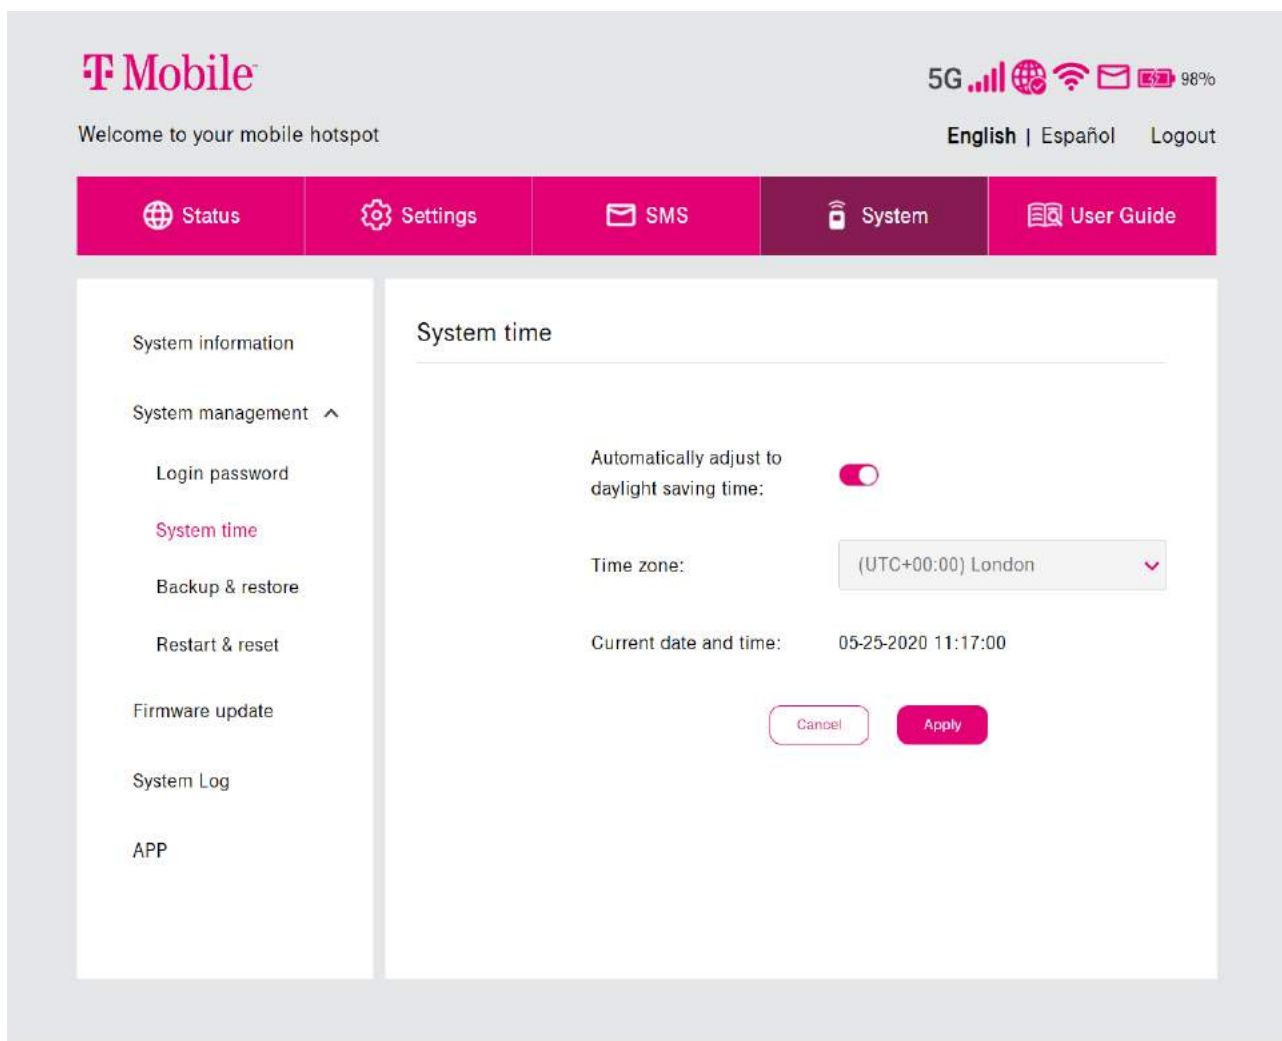 T Mobile
5G 98%
Welcome to your mobile hotspot
English | Español Logout
Status
Settings
SMS
System
User Guide
System information
System management
Login password
System time
Backup & restore
Restart & reset
Firmware update
System Log
APP
System time
Automatically adjust to
daylight saving time:
Time zone:
(UTC+00:00) London
Current date and time:
05-25-2020 11:17:00
Cancel
Apply